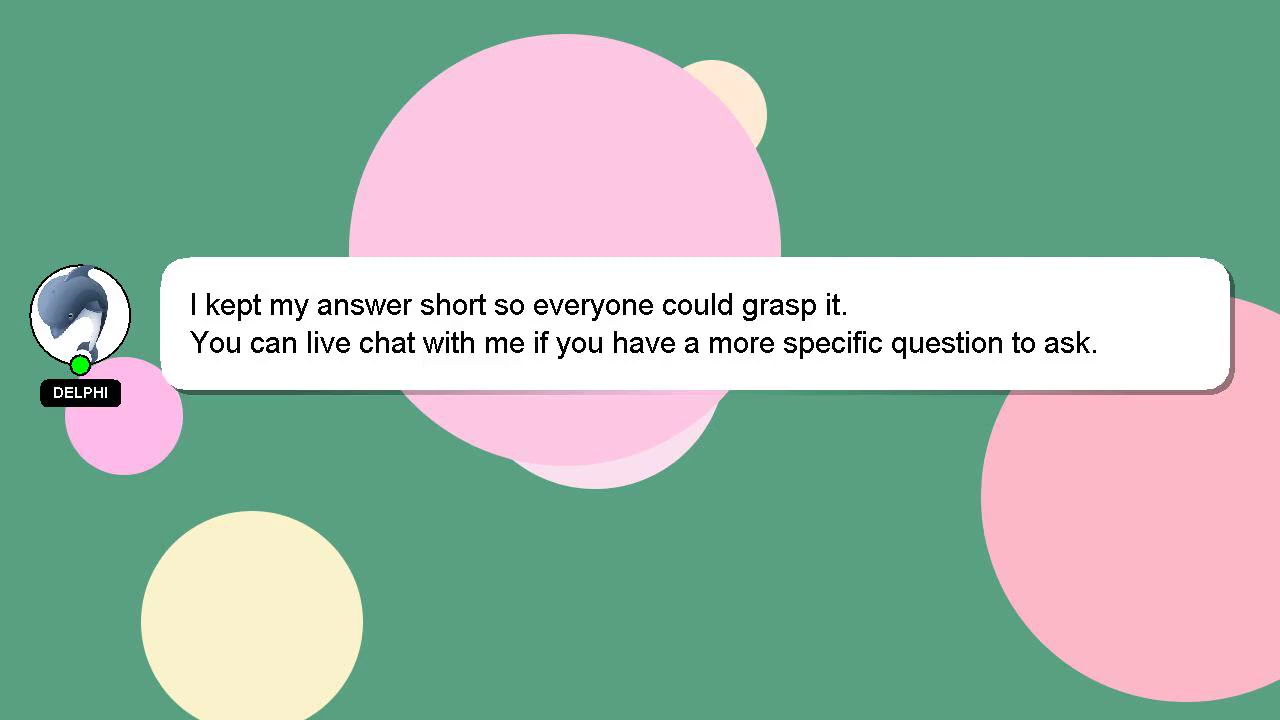 I kept my answer short so everyone could grasp it.
You can live chat with me if you have a more specific question to ask.
DELPHI